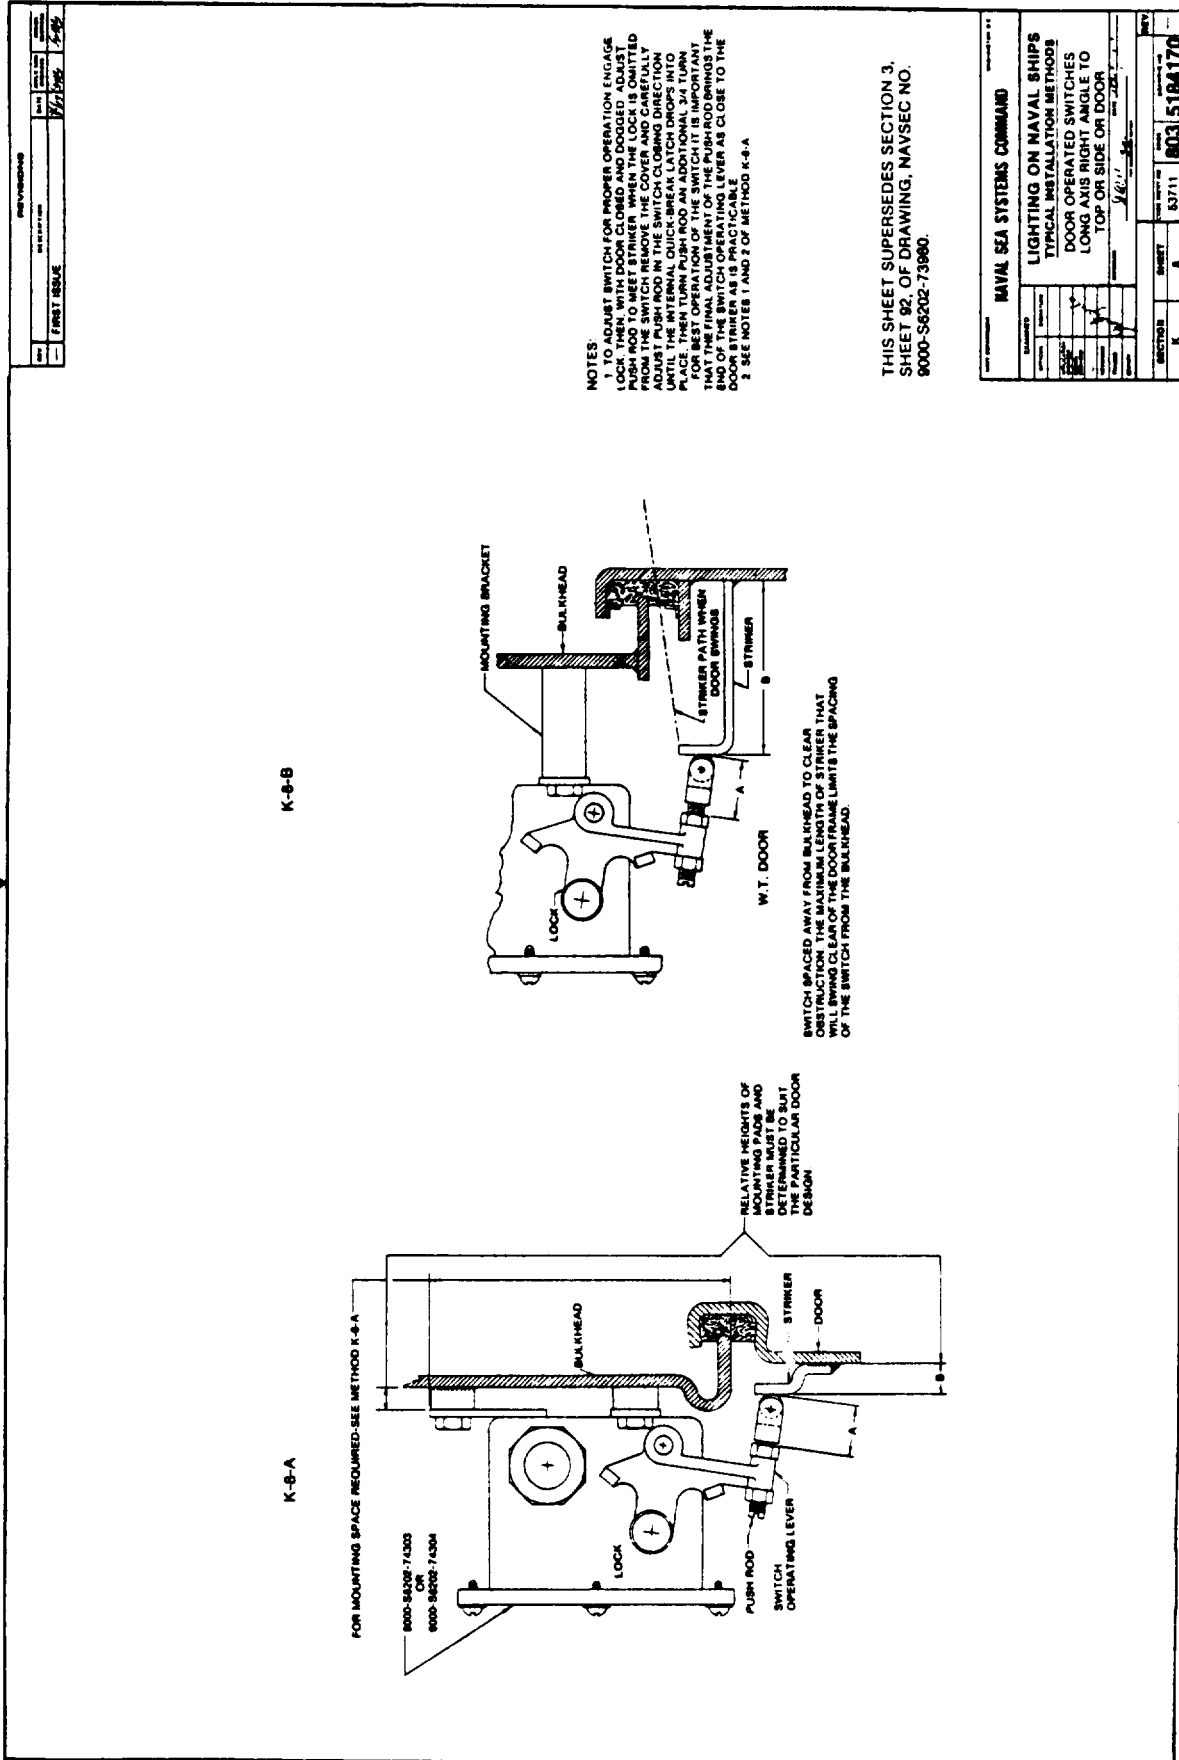 REVISIONS
REV DESCRIPTION DATE
— FIRST ISSUE
K-8-A
FOR MOUNTING SPACE REQUIRED-SEE METHOD K-6-A
9000-S6202-74303
OR
9000-S6202-74304
BULKHEAD
LOCK
PUSH ROD
SWITCH
OPERATING LEVER
A
B
STRIKER
DOOR
RELATIVE HEIGHTS OF
MOUNTING PADS AND
STRIKER MUST BE
DETERMINED TO SUIT
THE PARTICULAR DOOR
DESIGN
K-8-B
MOUNTING BRACKET
BULKHEAD
LOCK
STRIKER PATH WHEN
DOOR SWINGS
STRIKER
A
B
W.T. DOOR
SWITCH SPACED AWAY FROM BULKHEAD TO CLEAR
OBSTRUCTION. THE MAXIMUM LENGTH OF STRIKER THAT
WILL SWING CLEAR OF THE DOOR FRAME LIMITS THE SPACING
OF THE SWITCH FROM THE BULKHEAD.
NOTES:
1 TO ADJUST SWITCH FOR PROPER OPERATION ENGAGE
LOCK, THEN, WITH DOOR CLOSED AND DOGGED, ADJUST
PUSH ROD TO MEET STRIKER. WHEN THE LOCK IS OMITTED
FROM THE SWITCH REMOVE THE COVER AND CAREFULLY
ADJUST PUSH ROD IN THE SWITCH CLOSING DIRECTION
UNTIL THE INTERNAL QUICK-BREAK LATCH DROPS INTO
PLACE. THEN TURN PUSH ROD AN ADDITIONAL 3/4 TURN
FOR BEST OPERATION OF THE SWITCH IT IS IMPORTANT
THAT THE FINAL ADJUSTMENT OF THE PUSH ROD BRINGS THE
END OF THE SWITCH OPERATING LEVER AS CLOSE TO THE
DOOR STRIKER AS IS PRACTICABLE
2 SEE NOTES 1 AND 2 OF METHOD K-6-A
THIS SHEET SUPERSEDES SECTION 3,
SHEET 92, OF DRAWING, NAVSEC NO.
9000-S6202-73980.
NAVAL SEA SYSTEMS COMMAND
LIGHTING ON NAVAL SHIPS
TYPICAL INSTALLATION METHODS
DOOR OPERATED SWITCHES
LONG AXIS RIGHT ANGLE TO
TOP OR SIDE OR DOOR
SECTION SHEET REV
K 53711 803 5184170 —